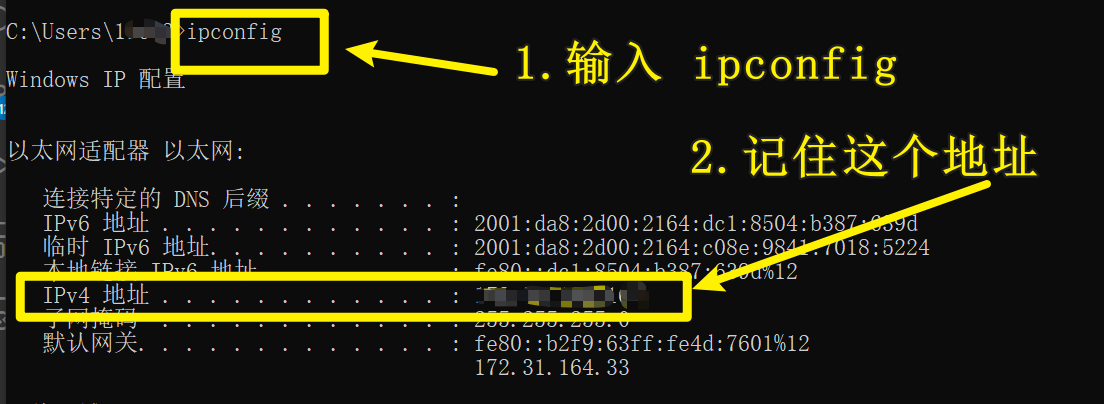 C:\Users\1 >ipconfig
1.输入 ipconfig
Windows IP 配置
以太网适配器 以太网:
2.记住这个地址
连接特定的 DNS 后缀 . . . . . . . :
IPv6 地址 . . . . . . . . . . . . : 2001:da8:2d00:2164:dc1:8504:b387:639d
临时 IPv6 地址. . . . . . . . . . : 2001:da8:2d00:2164:c08e:9841:7018:5224
本地链接 IPv6 地址. . . . . . . . : fe80::dc1:8504:b387:639d%12
IPv4 地址 . . . . . . . . . . . . :
子网掩码 . . . . . . . . . . . . : 255.255.255.0
默认网关. . . . . . . . . . . . . : fe80::b2f9:63ff:fe4d:7601%12
172.31.164.33